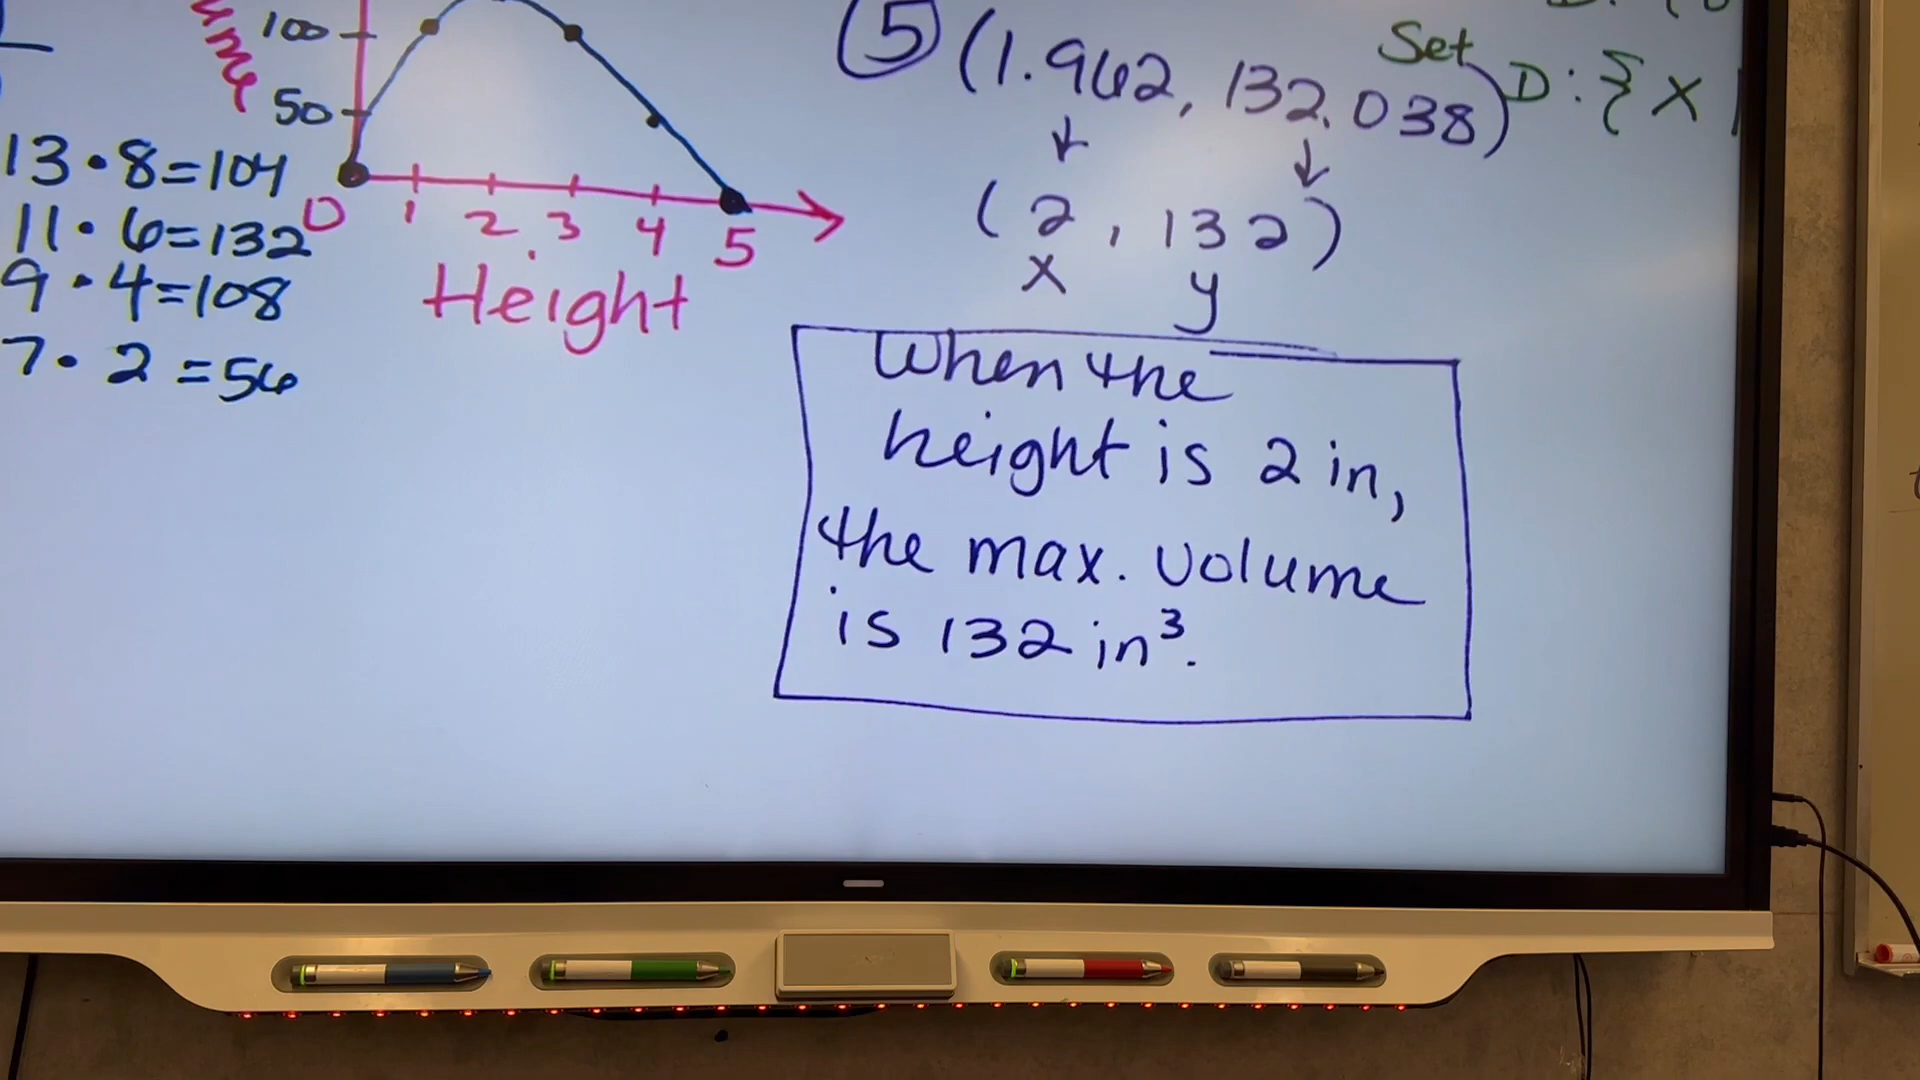 ume
100
50
0 1 2 3 4 5
Height
13 • 8 = 104
11 • 6 = 132
9 • 4 = 108
7 • 2 = 56
⑤ (1.962, 132.038)
↓ ↓
(2, 132)
x y
When the
height is 2 in,
the max. volume
is 132 in³.
Set
D: {x |